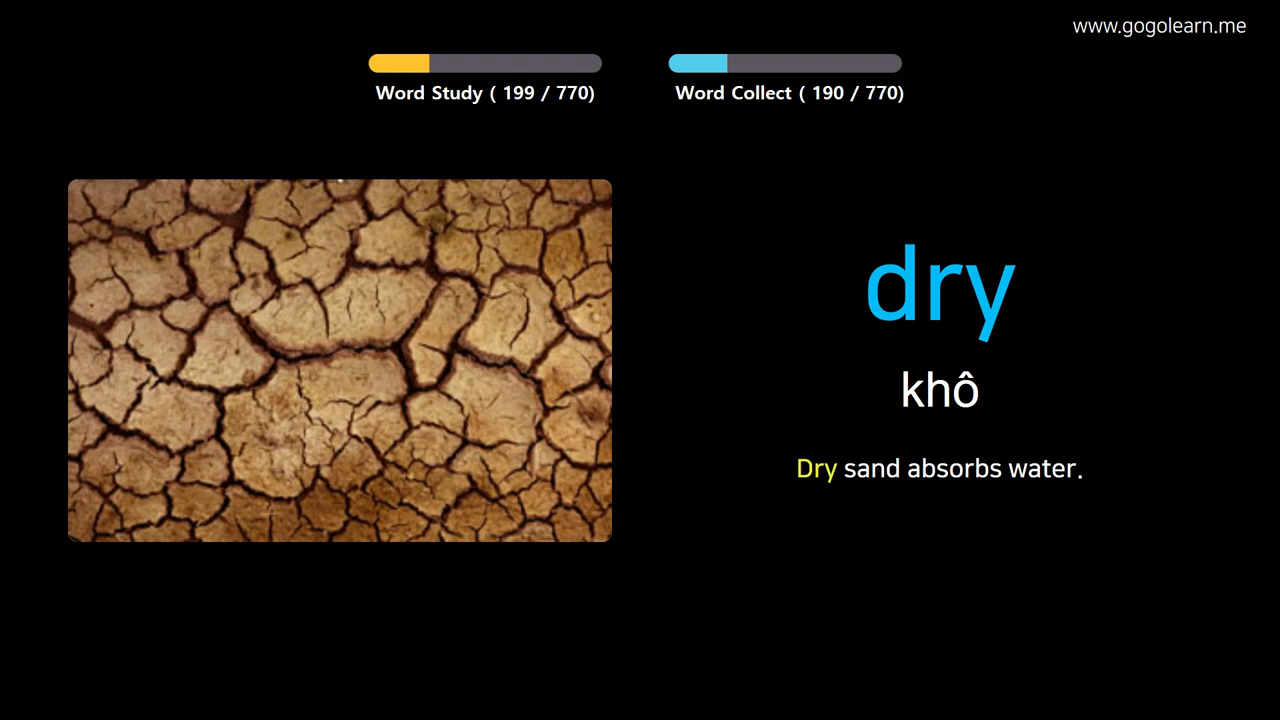 www.gogolearn.me
Word Study ( 199 / 770)
Word Collect ( 190 / 770)
dry
khô
Dry sand absorbs water.